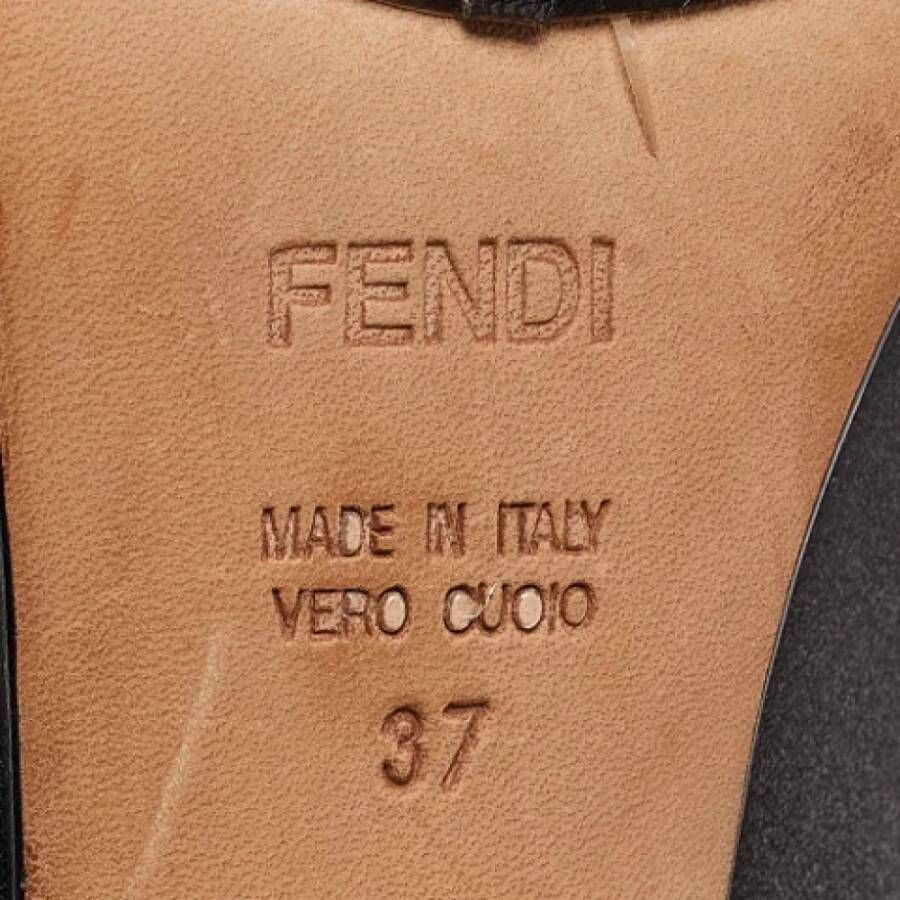 FENDI
MADE IN ITALY
VERO CUOIO
37